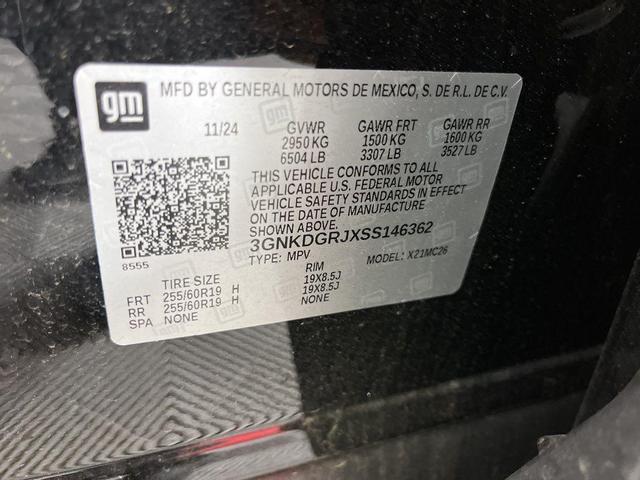 gm
MFD BY GENERAL MOTORS DE MEXICO, S. DE R.L. DE C.V.
11/24 GVWR GAWR FRT GAWR RR
2950 KG 1500 KG 1600 KG
6504 LB 3307 LB 3527 LB
THIS VEHICLE CONFORMS TO ALL
APPLICABLE U.S. FEDERAL MOTOR
VEHICLE SAFETY STANDARDS IN EFFECT
ON THE DATE OF MANUFACTURE
SHOWN ABOVE.
3GNKDGRJXSS146362
8555 TYPE: MPV MODEL: X21MC26
TIRE SIZE RIM
FRT 255/60R19 H 19X8.5J
RR 255/60R19 H 19X8.5J
SPA NONE NONE